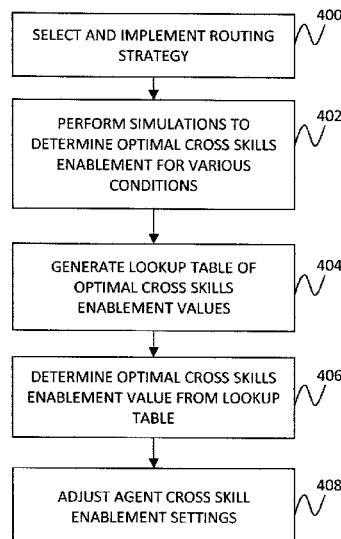 400
SELECT AND IMPLEMENT ROUTING
STRATEGY
402
PERFORM SIMULATIONS TO
DETERMINE OPTIMAL CROSS SKILLS
ENABLEMENT FOR VARIOUS
CONDITIONS
404
GENERATE LOOKUP TABLE OF
OPTIMAL CROSS SKILLS
ENABLEMENT VALUES
406
DETERMINE OPTIMAL CROSS SKILLS
ENABLEMENT VALUE FROM LOOKUP
TABLE
408
ADJUST AGENT CROSS SKILL
ENABLEMENT SETTINGS